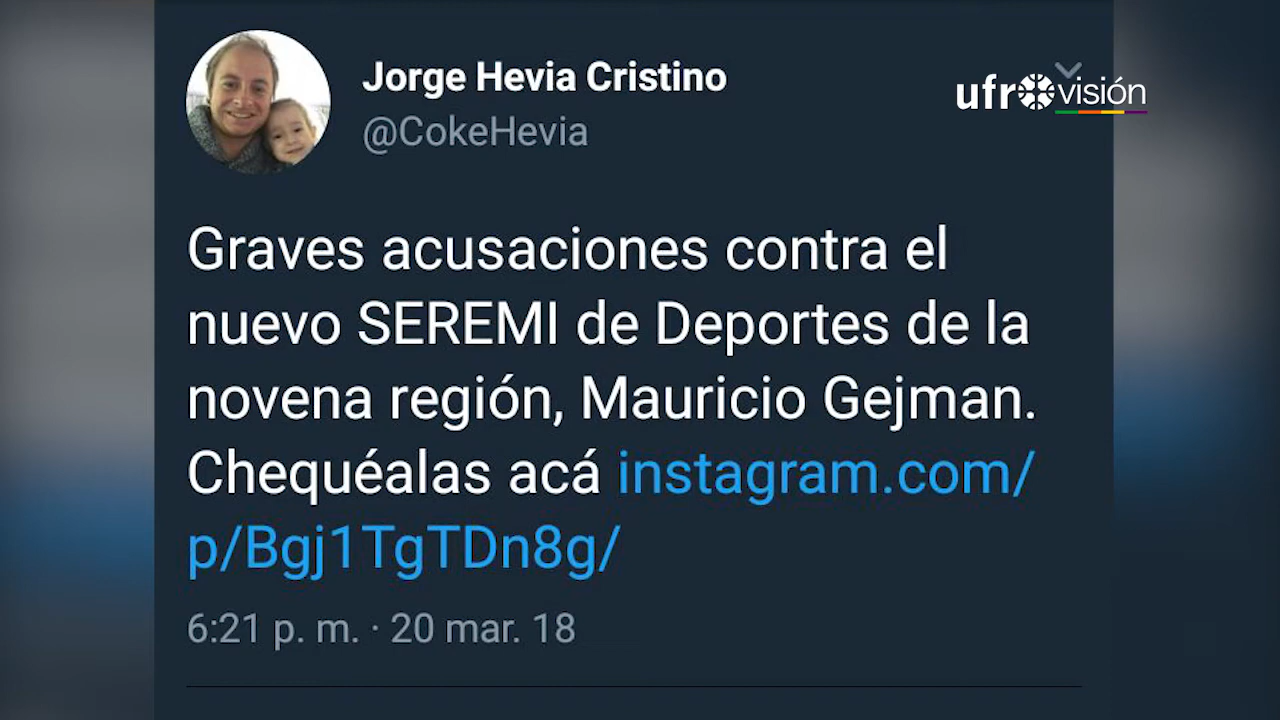 Jorge Hevia Cristino
@CokeHevia
ufrovisión
Graves acusaciones contra el
nuevo SEREMI de Deportes de la
novena región, Mauricio Gejman.
Chequéalas acá instagram.com/
p/Bgj1TgTDn8g/
6:21 p. m. · 20 mar. 18